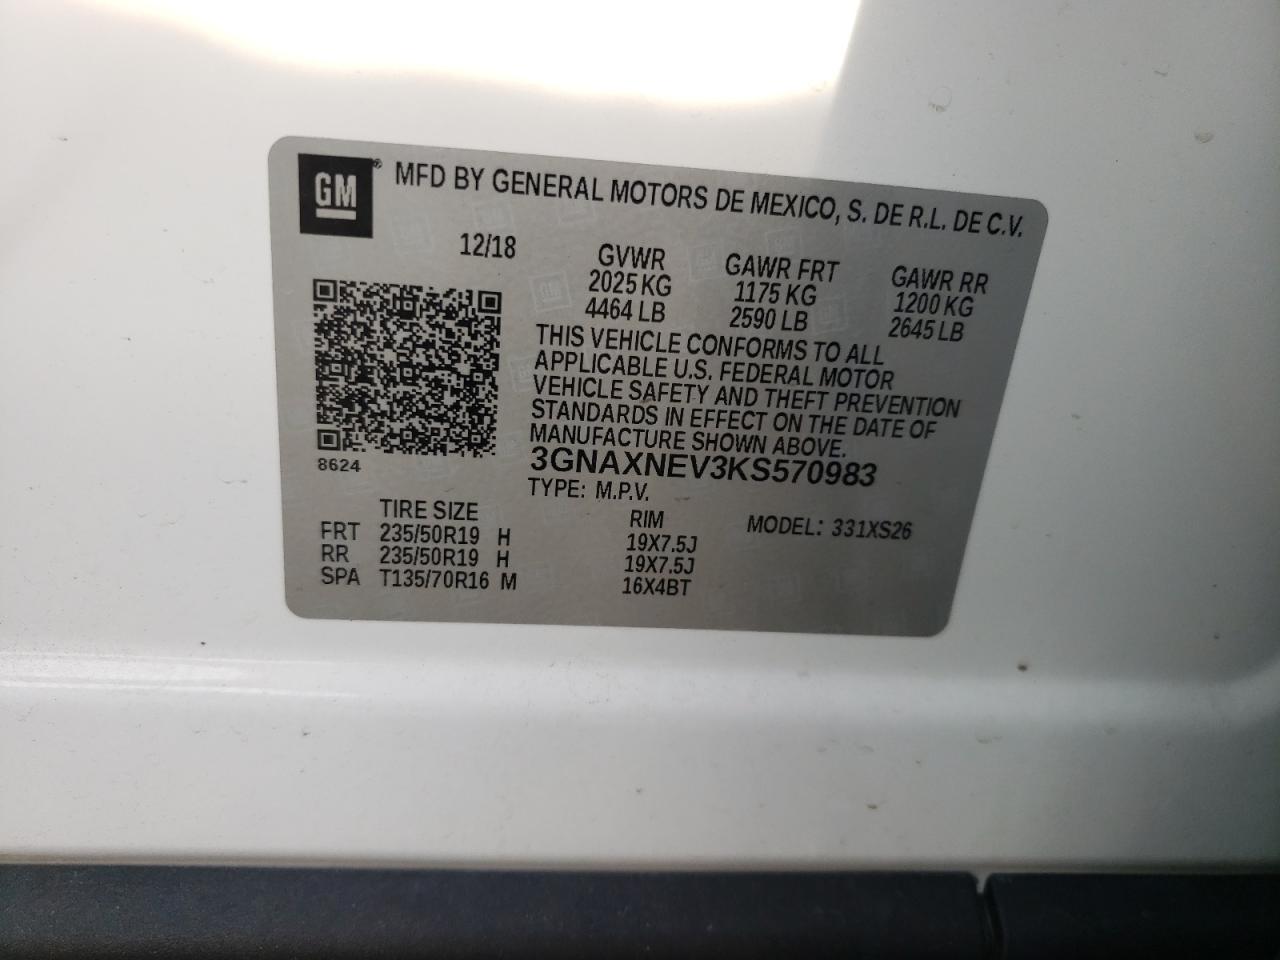 GM® MFD BY GENERAL MOTORS DE MEXICO, S. DE R.L. DE C.V.
12/18 GVWR GAWR FRT GAWR RR
2025 KG 1175 KG 1200 KG
4464 LB 2590 LB 2645 LB
THIS VEHICLE CONFORMS TO ALL
APPLICABLE U.S. FEDERAL MOTOR
VEHICLE SAFETY AND THEFT PREVENTION
STANDARDS IN EFFECT ON THE DATE OF
MANUFACTURE SHOWN ABOVE.
8624 3GNAXNEV3KS570983
TYPE: M.P.V.
TIRE SIZE RIM MODEL: 331XS26
FRT 235/50R19 H 19X7.5J
RR 235/50R19 H 19X7.5J
SPA T135/70R16 M 16X4BT